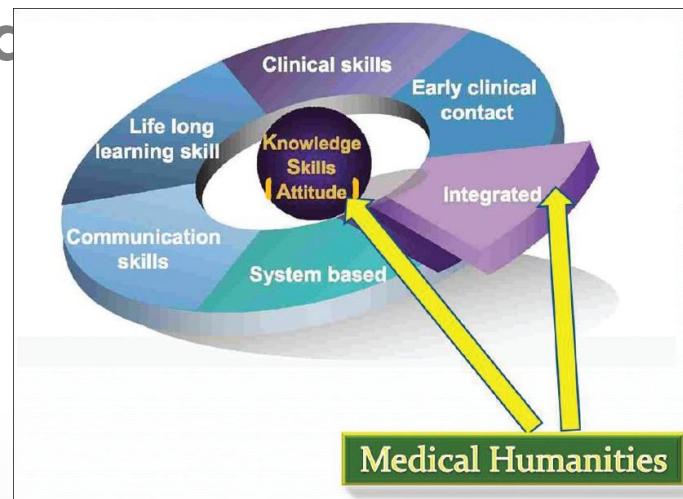 Clinical skills
Early clinical
contact
Life long
learning skill
Knowledge
Skills
Attitude
Integrated
Communication
skills
System based
Medical Humanities